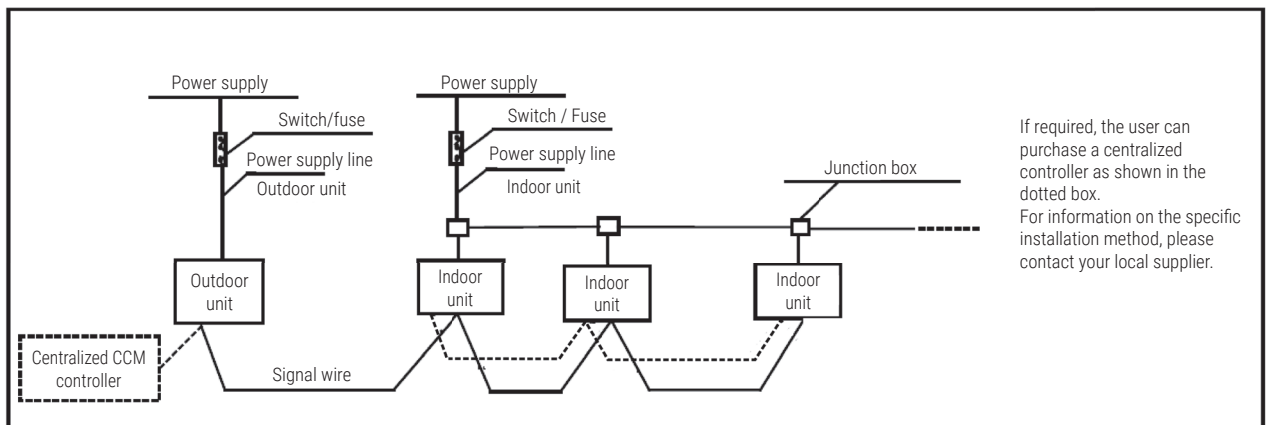 Power supply
Switch/fuse
Power supply line
Outdoor unit
Power supply
Switch / Fuse
Power supply line
Indoor unit
Junction box
Outdoor
unit
Indoor
unit
Indoor
unit
Indoor
unit
Centralized CCM
controller
Signal wire
If required, the user can
purchase a centralized
controller as shown in the
dotted box.
For information on the specific
installation method, please
contact your local supplier.